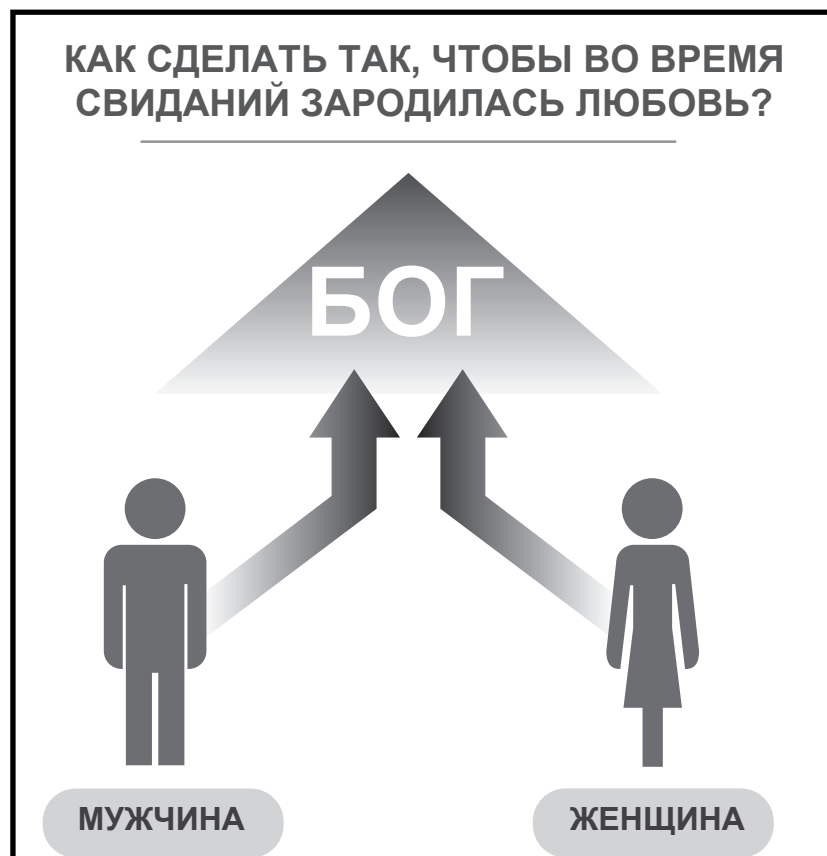 КАК СДЕЛАТЬ ТАК, ЧТОБЫ ВО ВРЕМЯ
СВИДАНИЙ ЗАРОДИЛАСЬ ЛЮБОВЬ?
БОГ
МУЖЧИНА
ЖЕНЩИНА